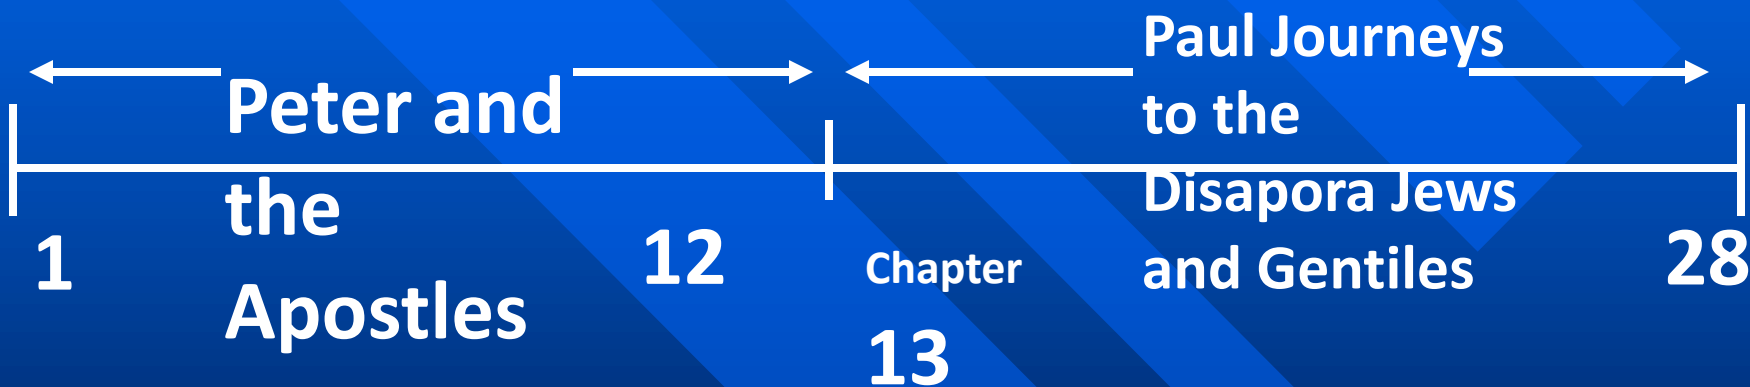 Peter and
the
Apostles
1
12
Paul Journeys
to the
Disapora Jews
and Gentiles
Chapter
13
28